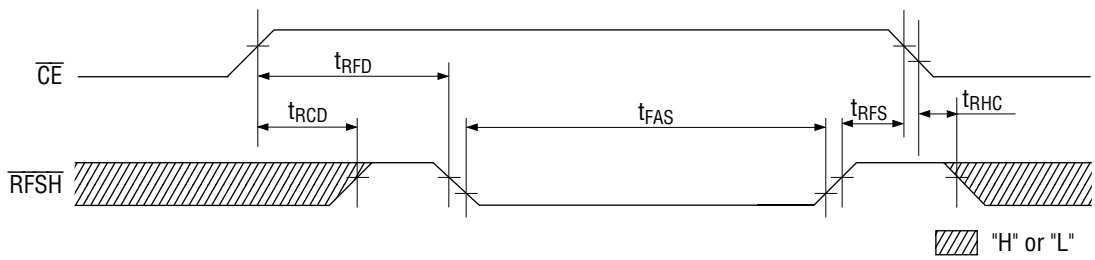 CE
tRFD
tRHC
tRCD
tFAS
tRFS
RFSH
"H" or "L"